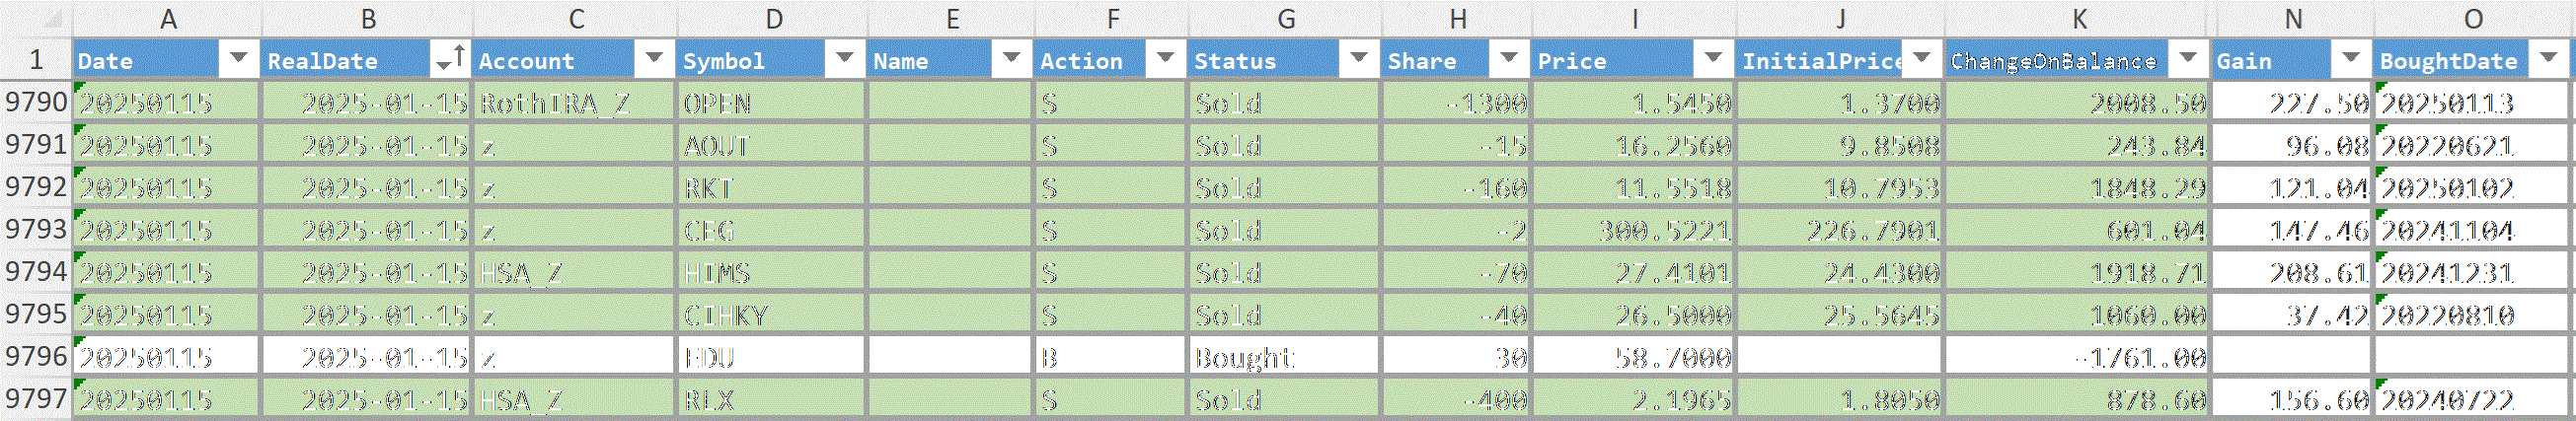 A B C D E F G H I J K N O
1 Date RealDate Account Symbol Name Action Status Share Price InitialPrice ChangeOnBalance Gain BoughtDate
9790 20250115 2025-01-15 RothIRA_Z OPEN S Sold -1300 1.5450 1.3700 2008.50 227.50 20250113
9791 20250115 2025-01-15 z AOUT S Sold -15 16.2560 9.8508 243.84 96.08 20220621
9792 20250115 2025-01-15 z RKT S Sold -160 11.5518 10.7953 1848.29 121.04 20250102
9793 20250115 2025-01-15 z CEG S Sold -2 300.5221 226.7901 601.04 147.46 20241104
9794 20250115 2025-01-15 HSA_Z HIMS S Sold -70 27.4101 24.4300 1918.71 208.61 20241231
9795 20250115 2025-01-15 z CIHKY S Sold -40 26.5000 25.5645 1060.00 37.42 20220810
9796 20250115 2025-01-15 z EDU B Bought 30 58.7000 -1761.00
9797 20250115 2025-01-15 HSA_Z RLX S Sold -400 2.1965 1.8050 878.60 156.60 20240722